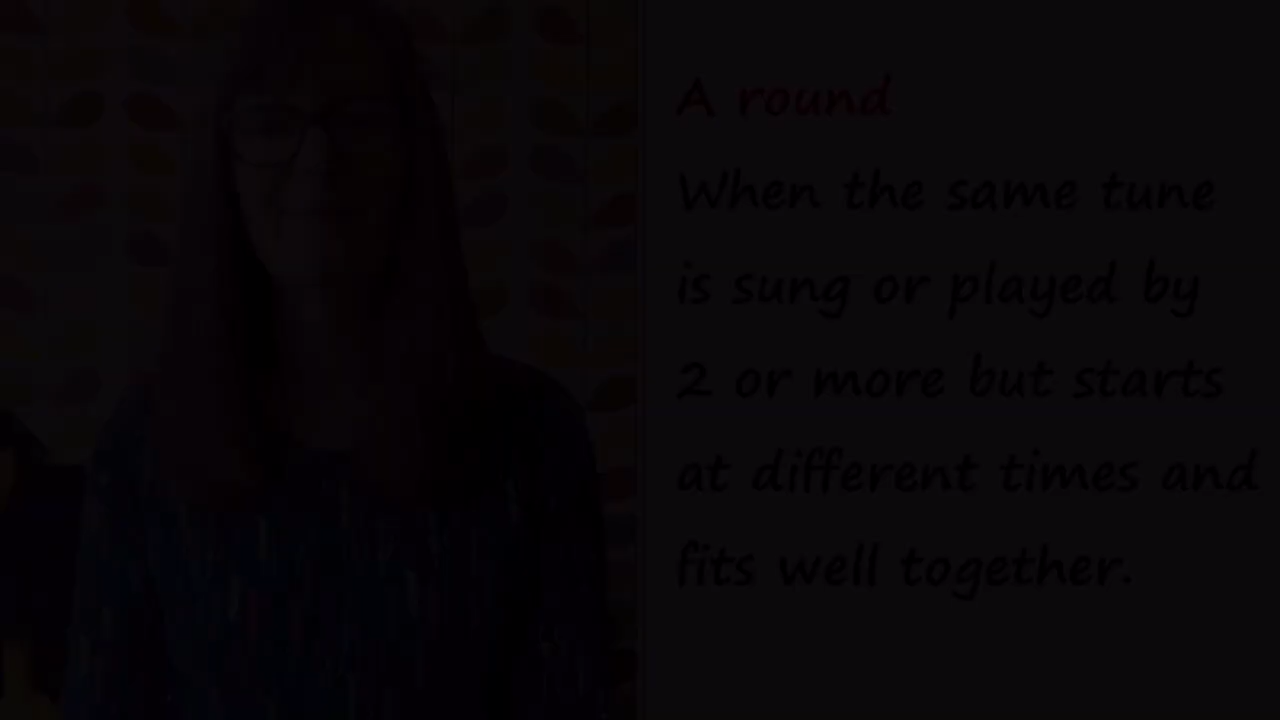 A round
When the same tune
is sung or played by
2 or more but starts
at different times and
fits well together.